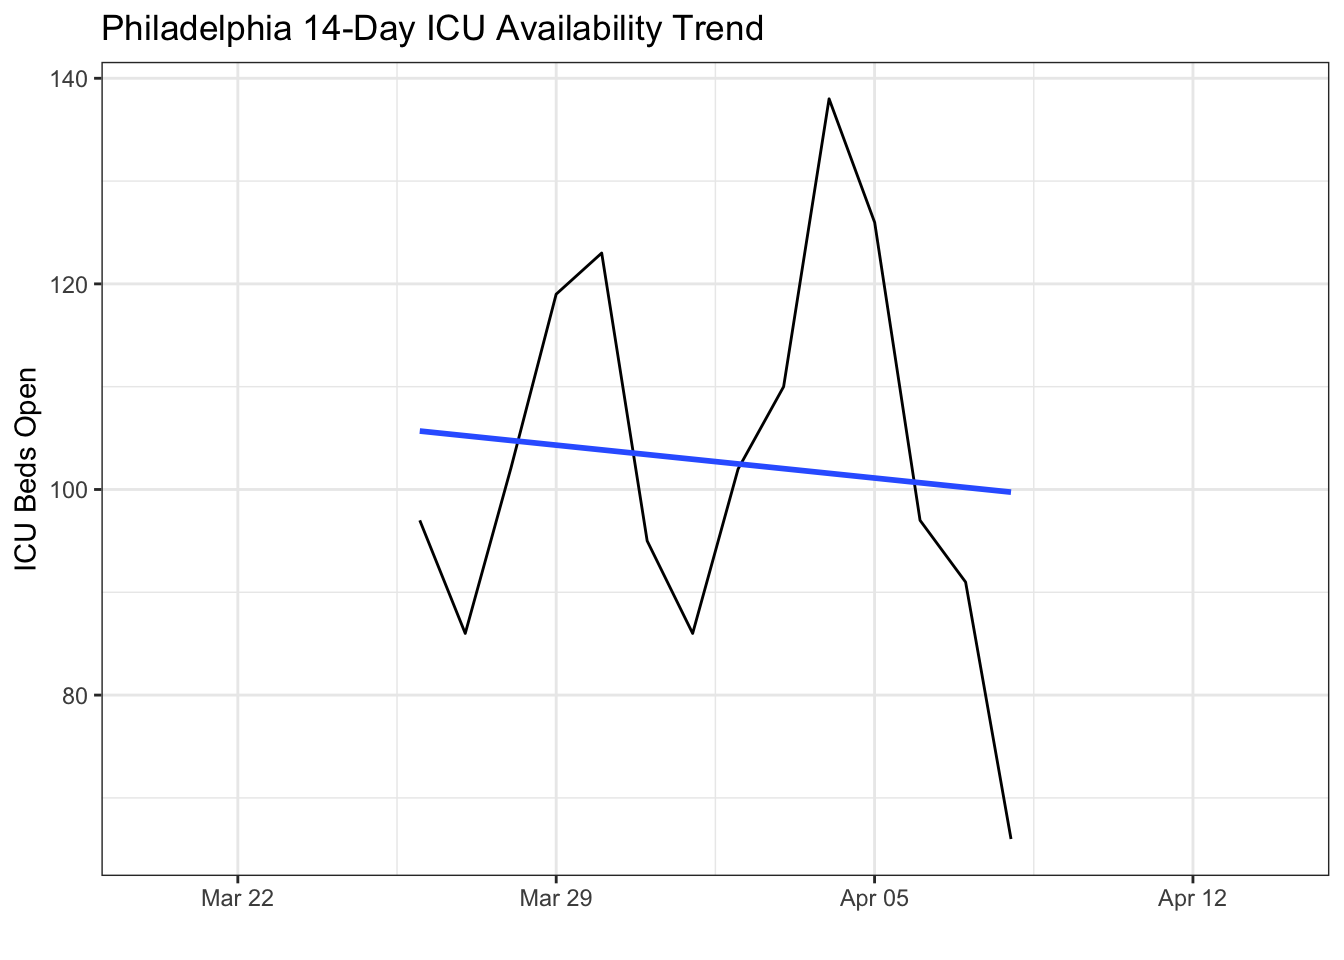 Philadelphia 14-Day ICU Availability Trend
140
120
100
80
ICU Beds Open
Mar 22
Mar 29
Apr 05
Apr 12